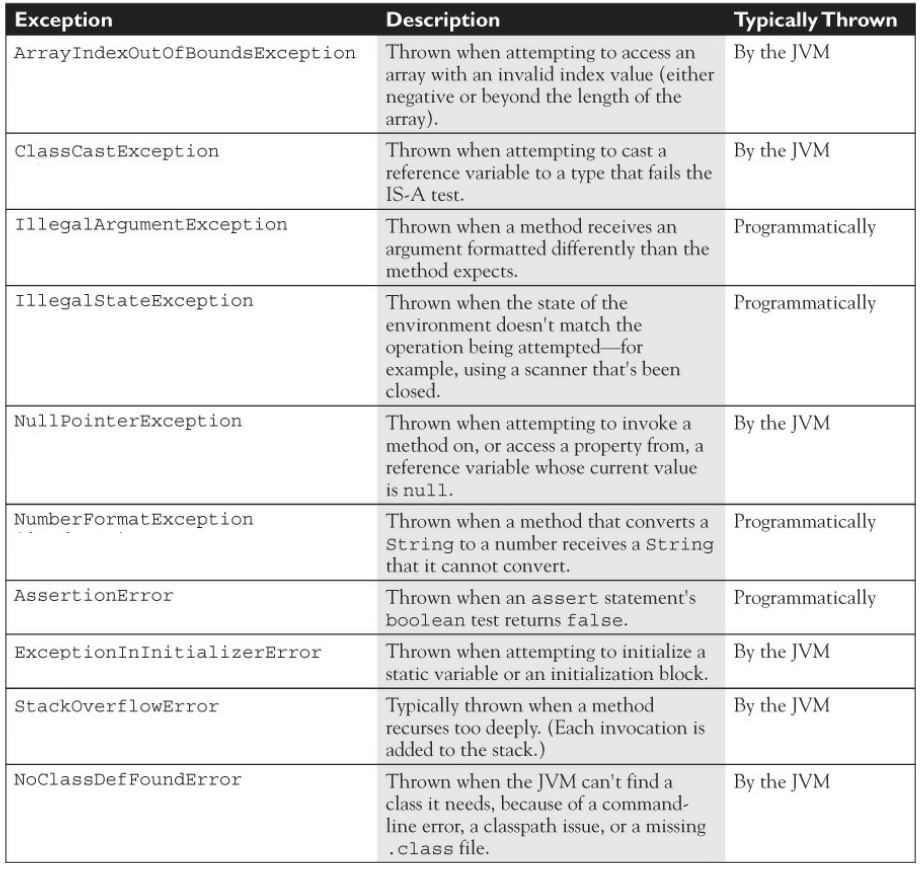 Exception Description Typically Thrown
ArrayIndexOutOfBoundsException Thrown when attempting to access an By the JVM
array with an invalid index value (either
negative or beyond the length of the
array).
ClassCastException Thrown when attempting to cast a By the JVM
reference variable to a type that fails the
IS-A test.
IllegalArgumentException Thrown when a method receives an Programmatically
argument formatted differently than the
method expects.
IllegalStateException Thrown when the state of the Programmatically
environment doesn't match the
operation being attempted—for
example, using a scanner that's been
closed.
NullPointerException Thrown when attempting to invoke a By the JVM
method on, or access a property from, a
reference variable whose current value
is null.
NumberFormatException Thrown when a method that converts a Programmatically
String to a number receives a String
that it cannot convert.
AssertionError Thrown when an assert statement's Programmatically
boolean test returns false.
ExceptionInInitializerError Thrown when attempting to initialize a By the JVM
static variable or an initialization block.
StackOverflowError Typically thrown when a method By the JVM
recurses too deeply. (Each invocation is
added to the stack.)
NoClassDefFoundError Thrown when the JVM can't find a By the JVM
class it needs, because of a command-
line error, a classpath issue, or a missing
.class file.